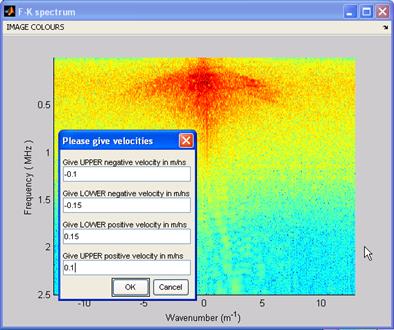 F-K spectrum
IMAGE COLOURS
Frequency ( MHz )
0.5
1
1.5
2
2.5
Please give velocities
Give UPPER negative velocity in m/ns
-0.1
Give LOWER negative velocity in m/ns
-0.15
Give LOWER positive velocity in m/ns
0.15
Give UPPER positive velocity in m/ns
0.1
OK Cancel
-10 -5 0 5 10
Wavenumber (m⁻¹)